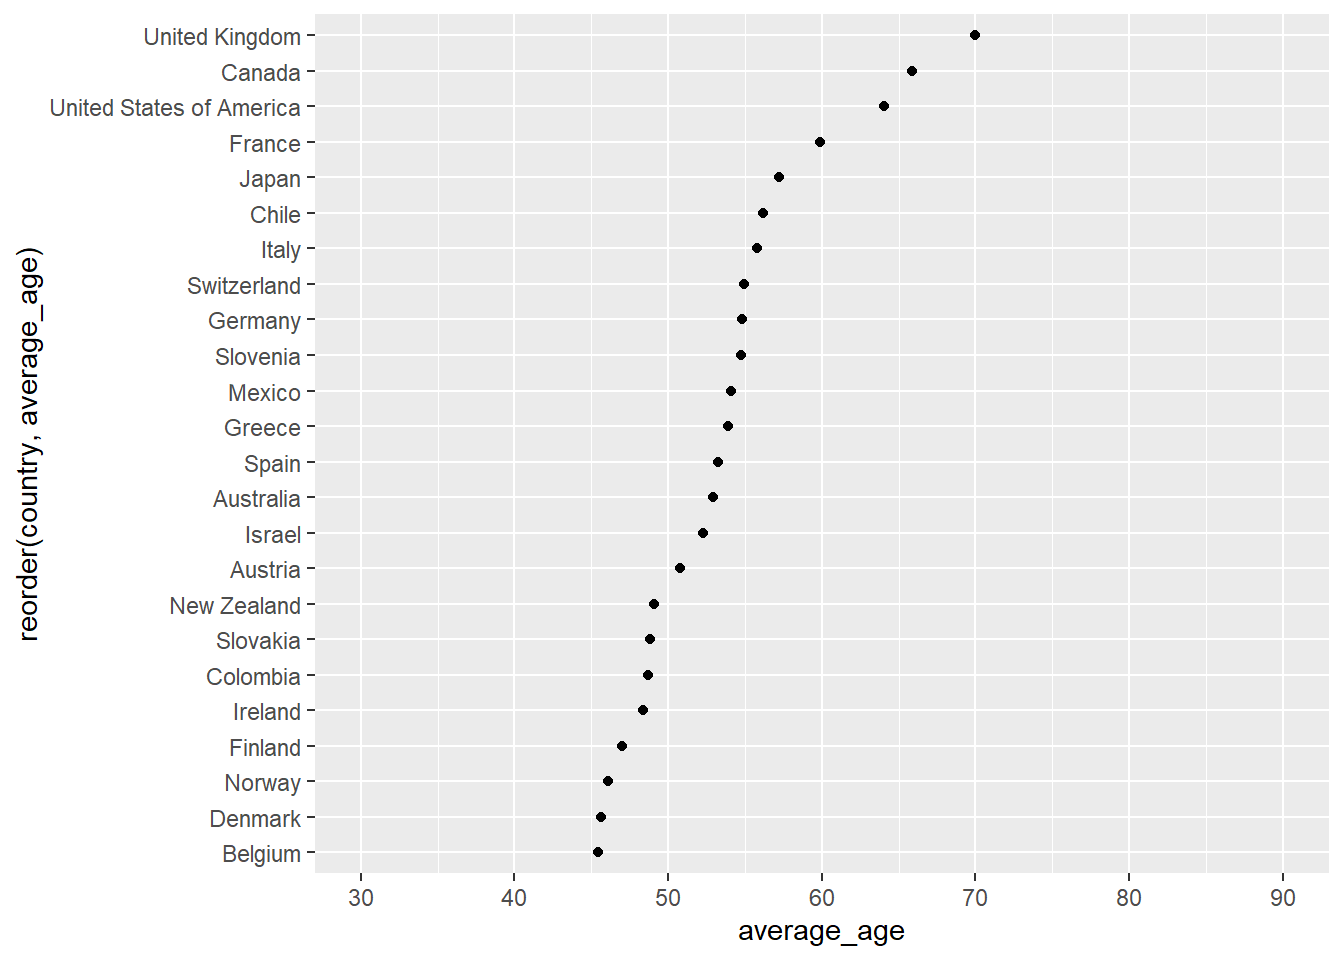 United Kingdom
Canada
United States of America
France
Japan
Chile
Italy
Switzerland
Germany
Slovenia
Mexico
Greece
Spain
Australia
Israel
Austria
New Zealand
Slovakia
Colombia
Ireland
Finland
Norway
Denmark
Belgium
reorder(country, average_age)
30 40 50 60 70 80 90
average_age